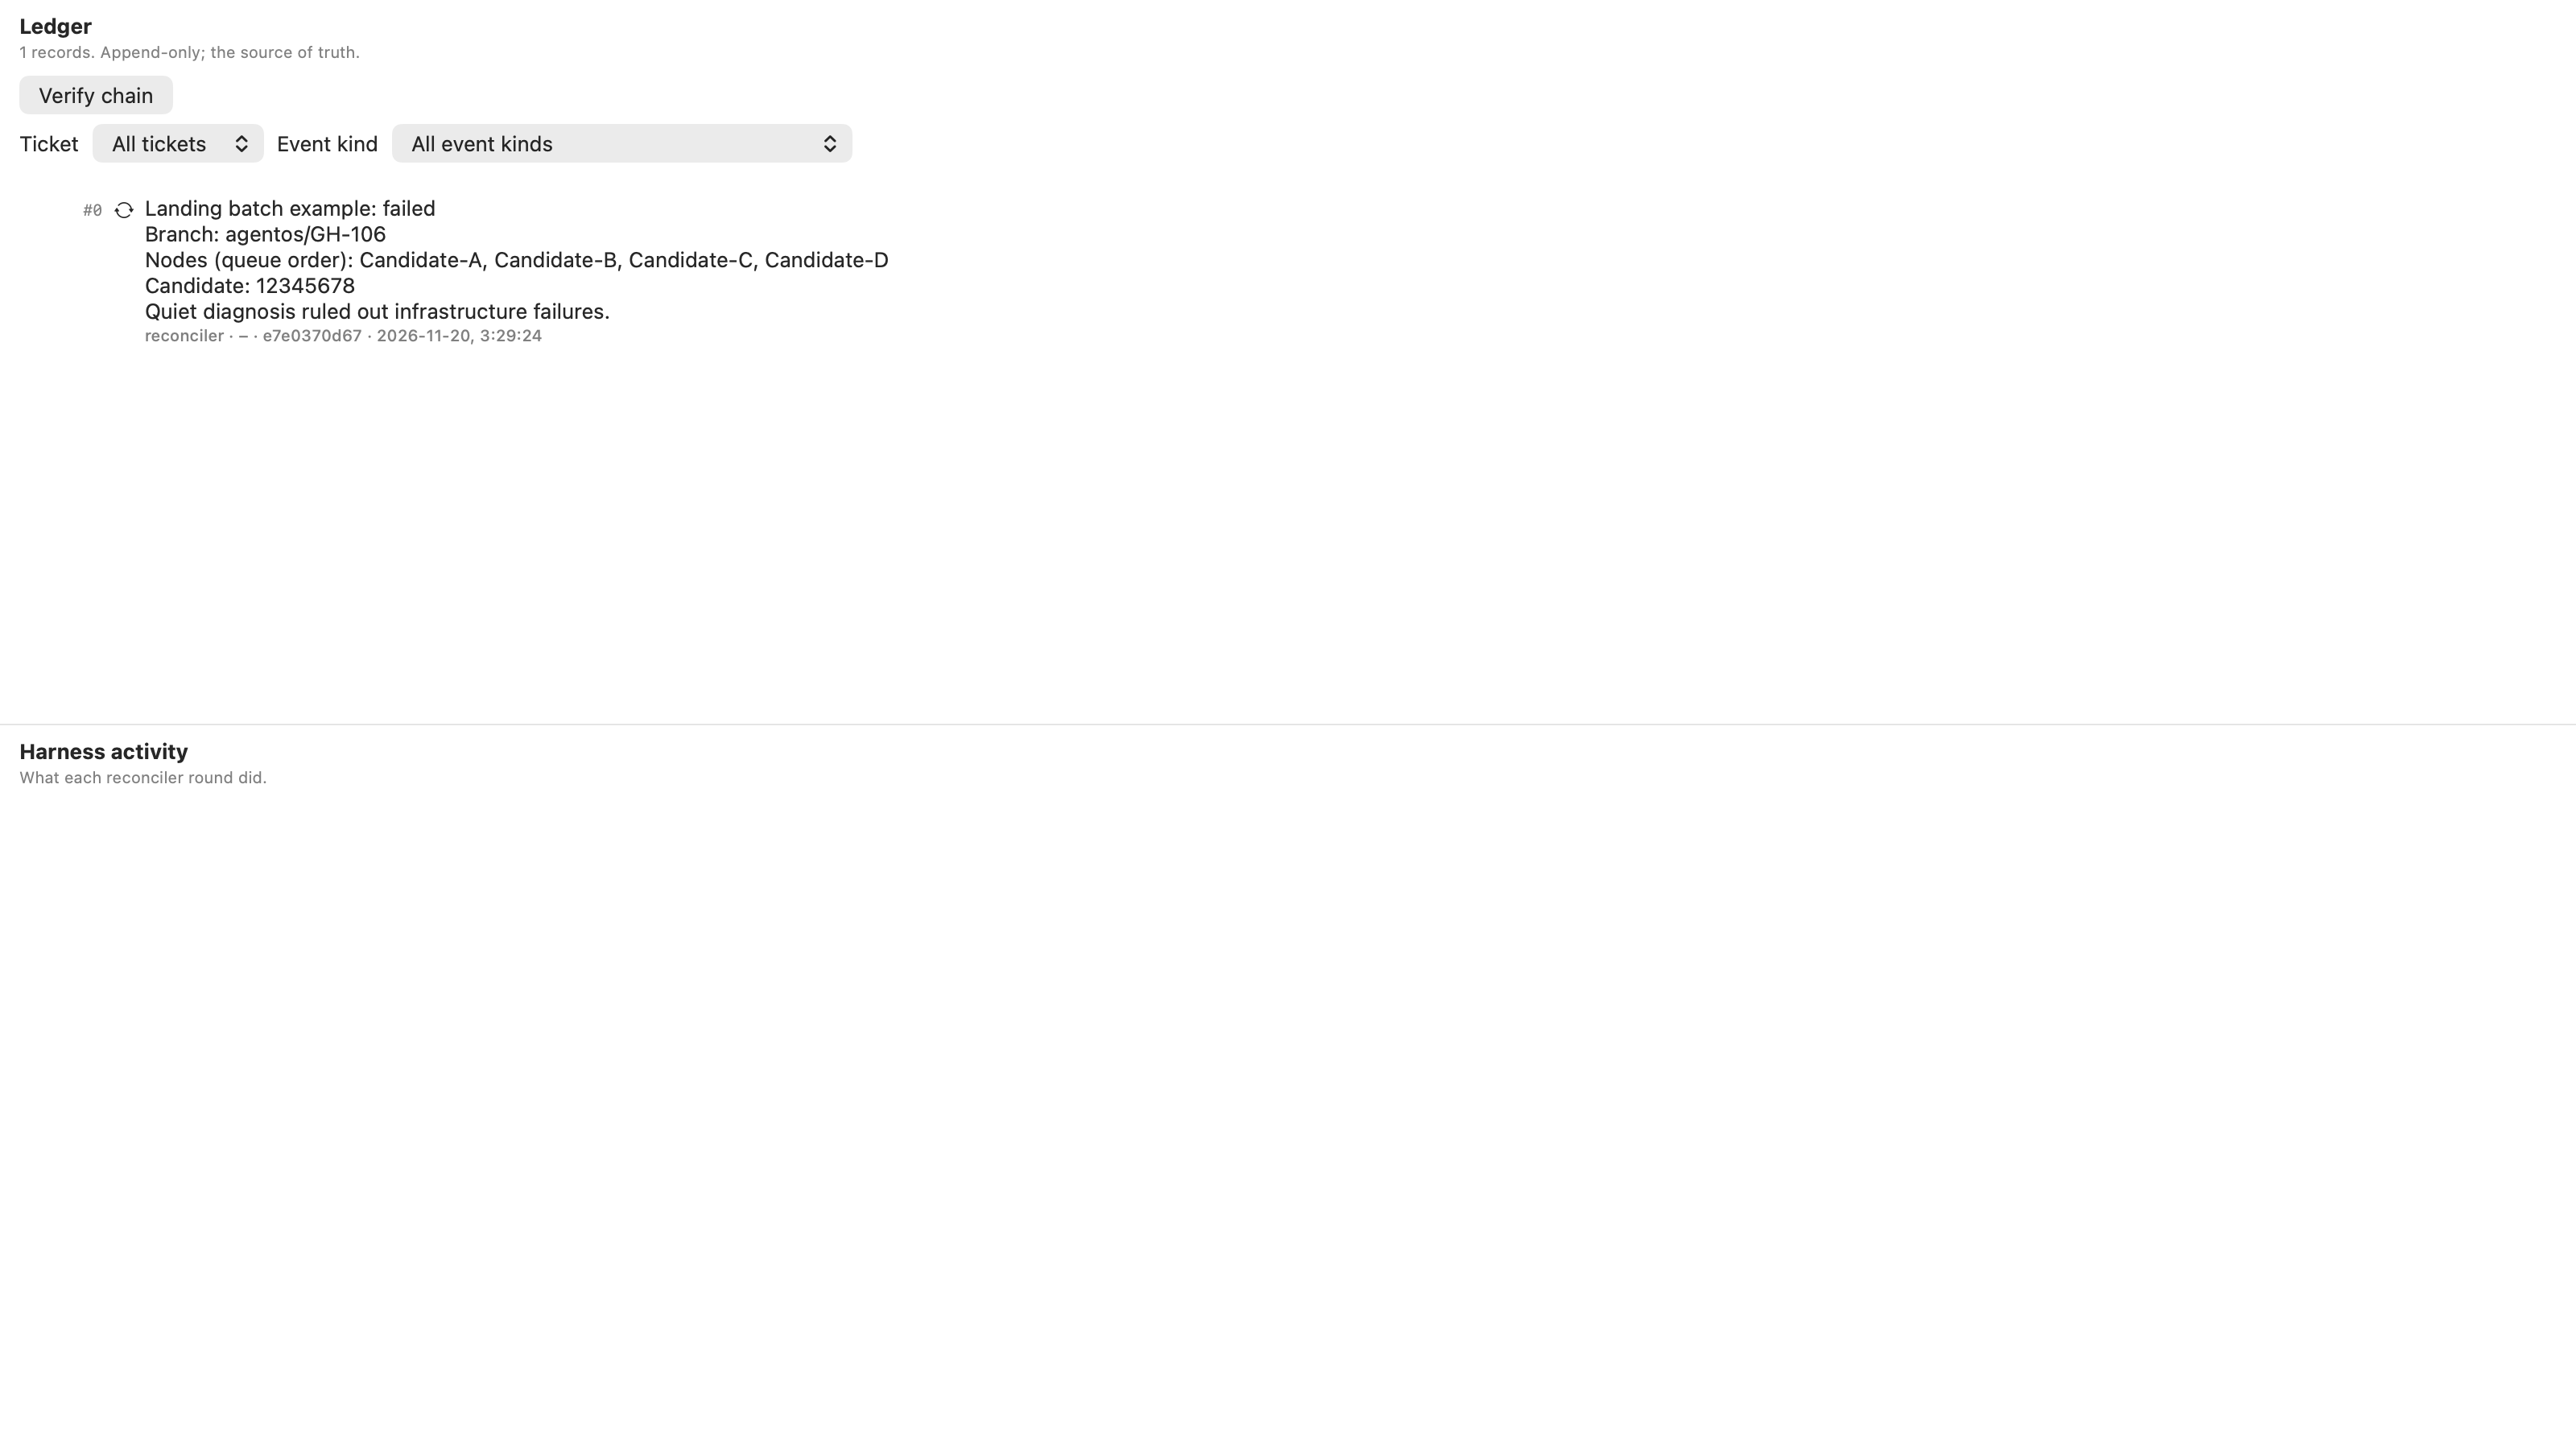 Ledger
1 records. Append-only; the source of truth.
Verify chain
Ticket All tickets Event kind All event kinds
#0 Landing batch example: failed
Branch: agentos/GH-106
Nodes (queue order): Candidate-A, Candidate-B, Candidate-C, Candidate-D
Candidate: 12345678
Quiet diagnosis ruled out infrastructure failures.
reconciler · – · e7e0370d67 · 2026-11-20, 3:29:24
Harness activity
What each reconciler round did.